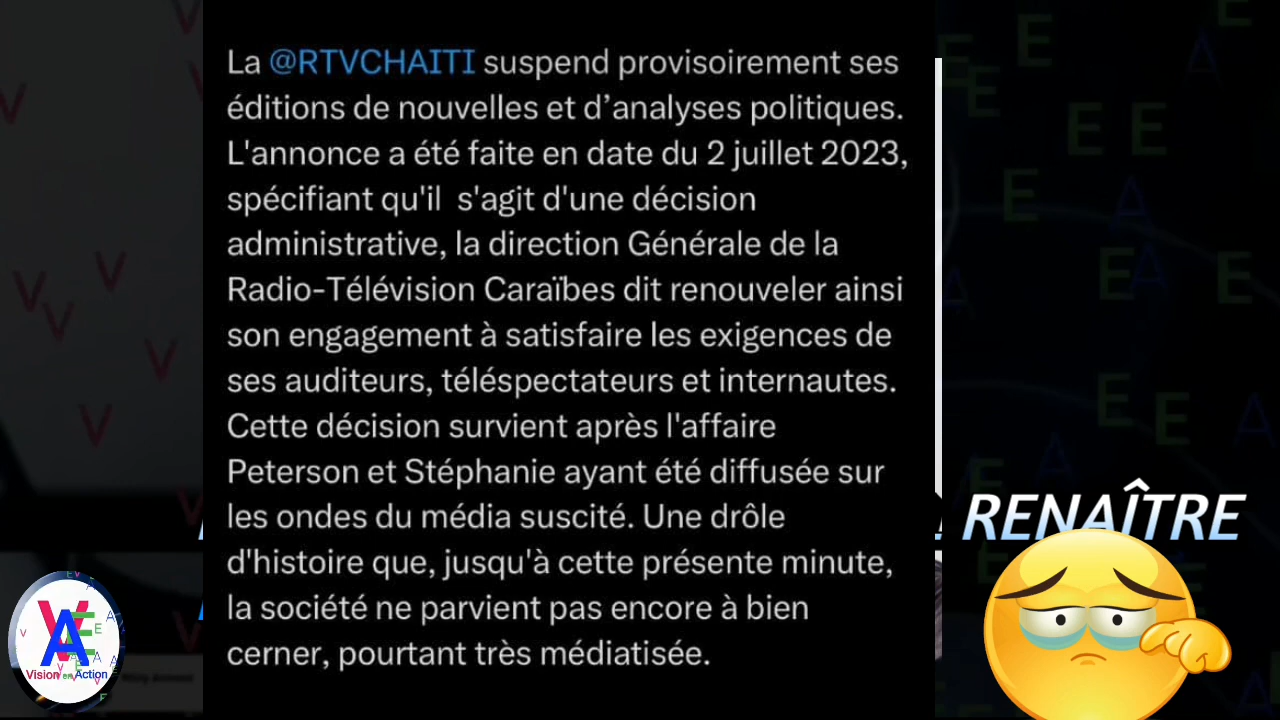 La @RTVCHAITI suspend provisoirement ses
éditions de nouvelles et d’analyses politiques.
L'annonce a été faite en date du 2 juillet 2023,
spécifiant qu'il  s'agit d'une décision
administrative, la direction Générale de la
Radio-Télévision Caraïbes dit renouveler ainsi
son engagement à satisfaire les exigences de
ses auditeurs, téléspectateurs et internautes.
Cette décision survient après l'affaire
Peterson et Stéphanie ayant été diffusée sur
les ondes du média suscité. Une drôle
d'histoire que, jusqu'à cette présente minute,
la société ne parvient pas encore à bien
cerner, pourtant très médiatisée.
RENAÎTRE
VEA
Vision en Action